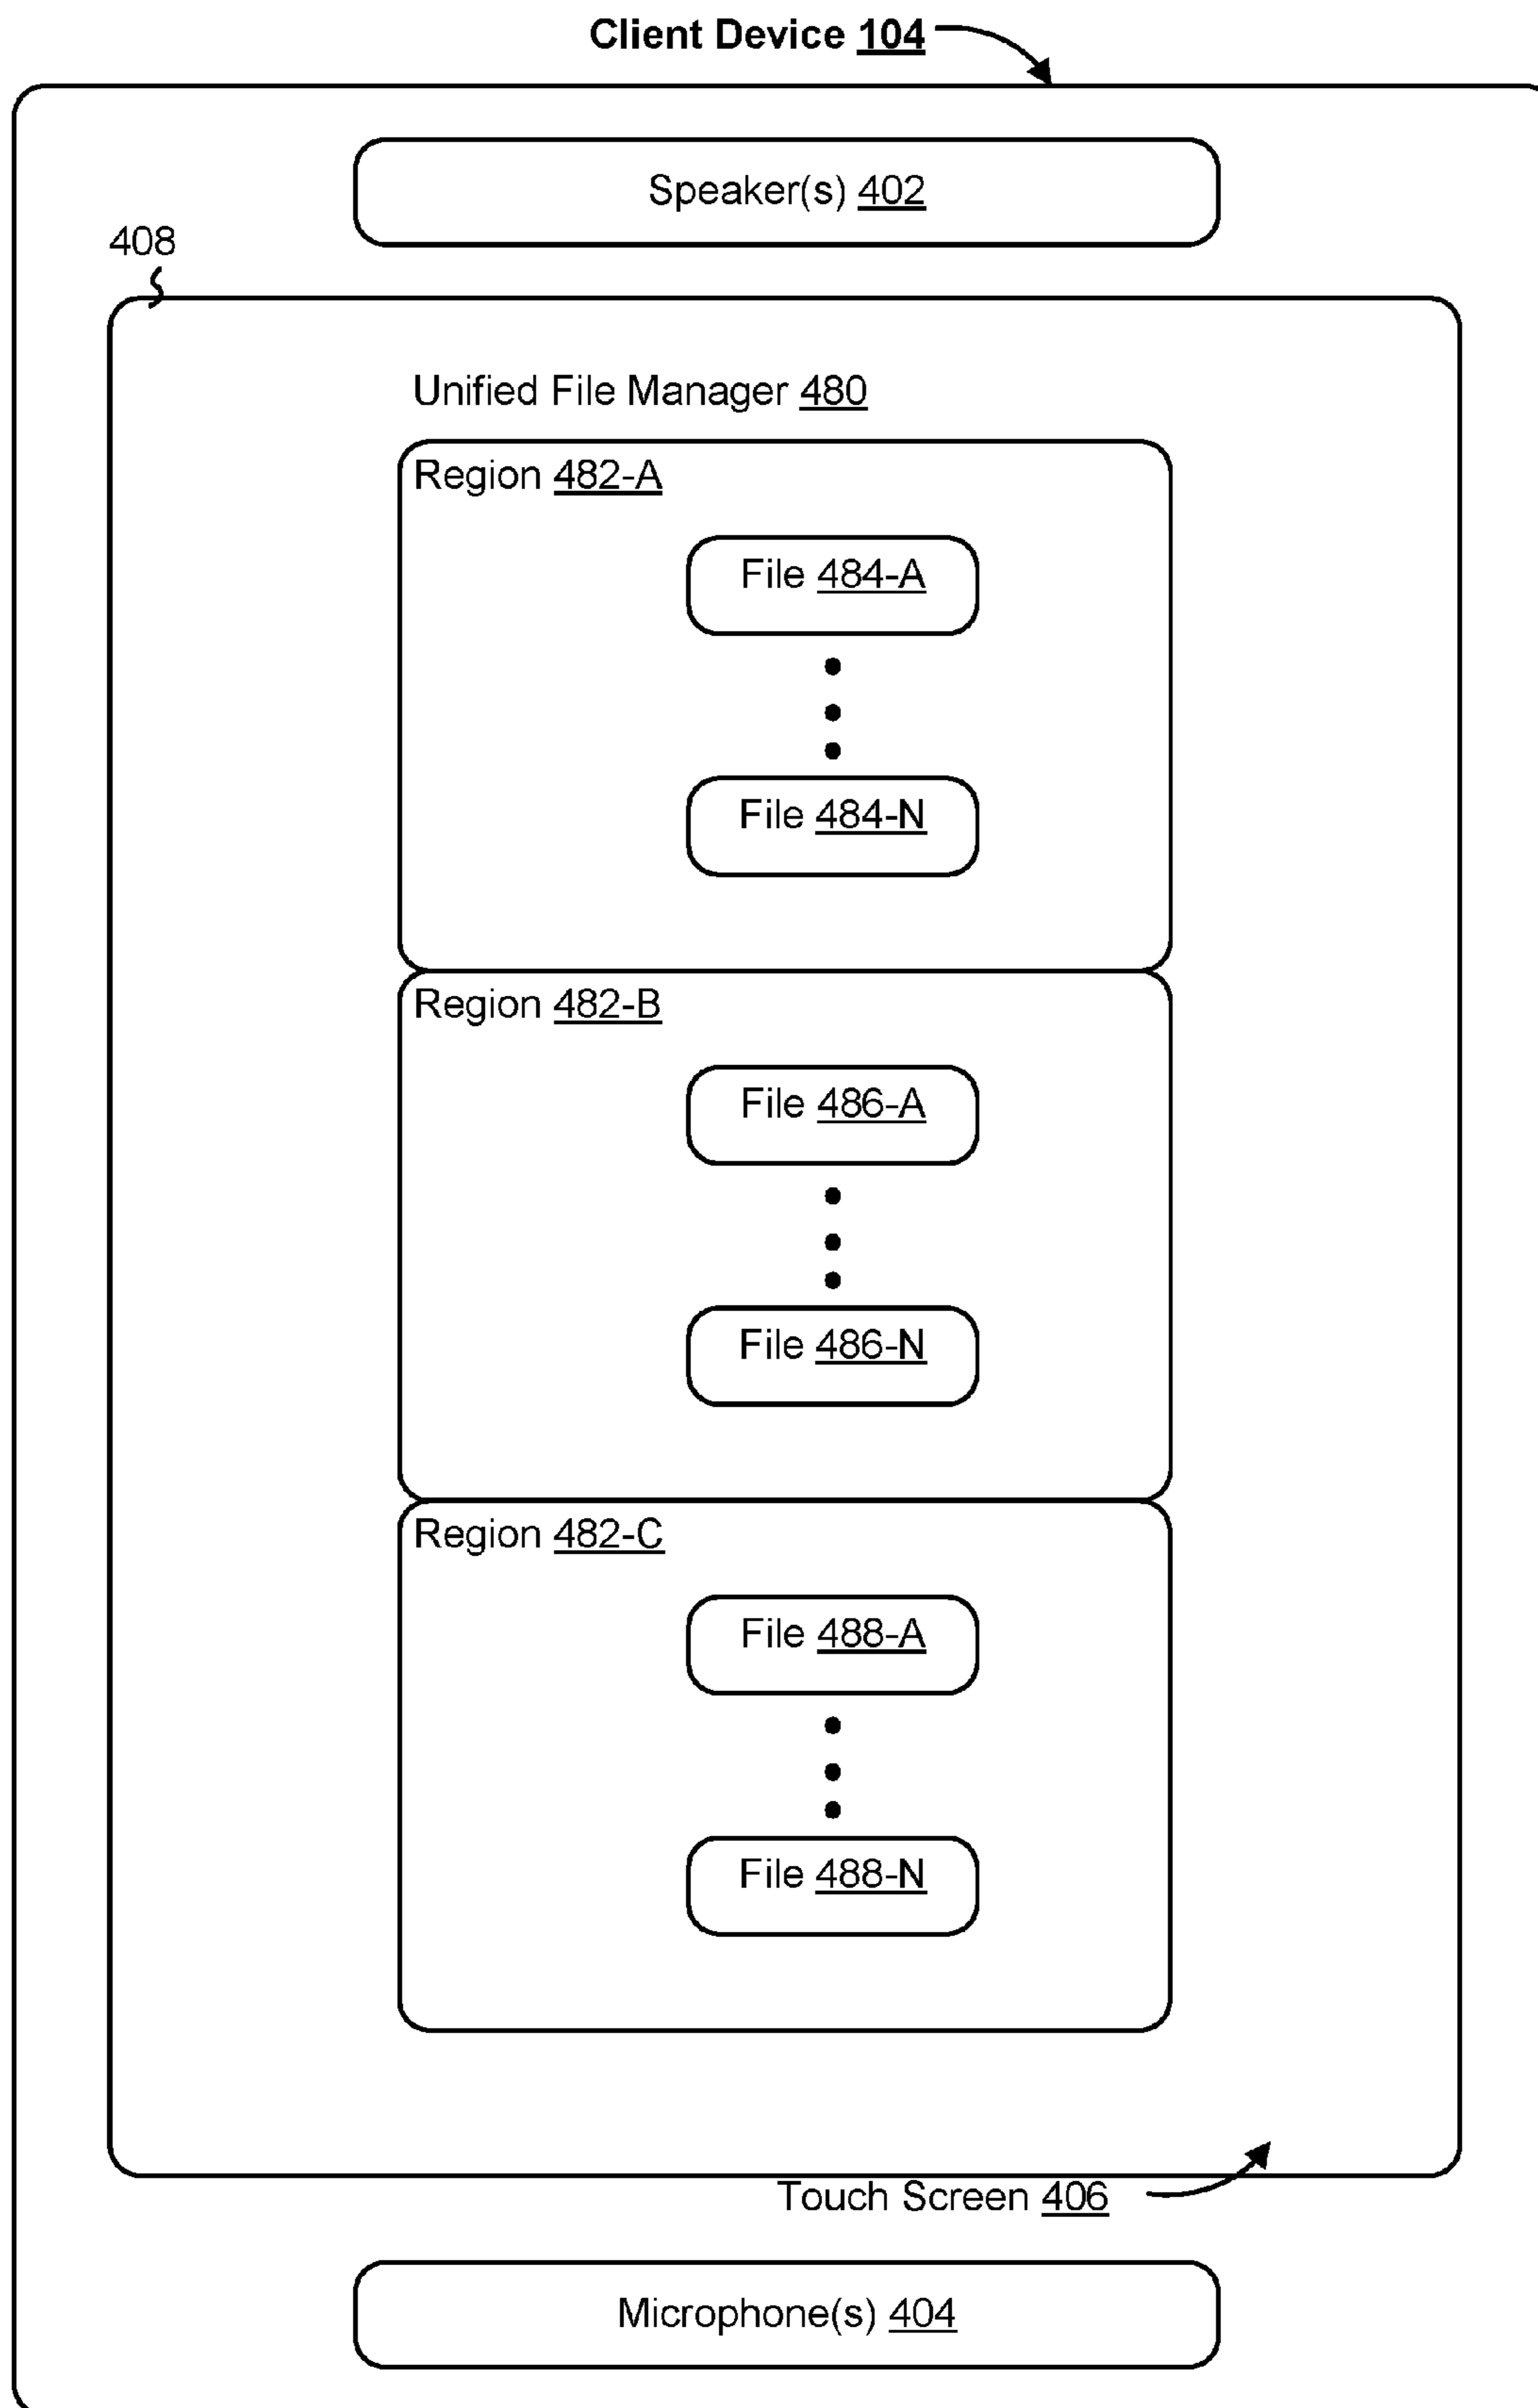 Client Device 104
Speaker(s) 402
408
Unified File Manager 480
Region 482-A
File 484-A
File 484-N
Region 482-B
File 486-A
File 486-N
Region 482-C
File 488-A
File 488-N
Touch Screen 406
Microphone(s) 404